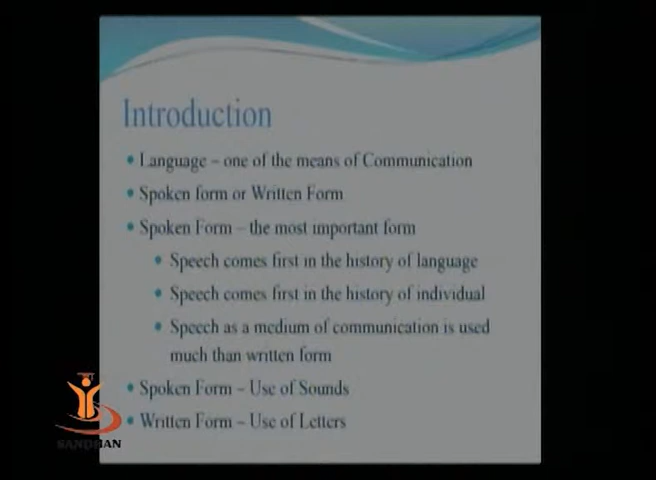 Introduction
Language – one of the means of Communication
Spoken form or Written Form
Spoken Form – the most important form
Speech comes first in the history of language
Speech comes first in the history of individual
Speech as a medium of communication is used
much than written form
Spoken Form – Use of Sounds
Written Form – Use of Letters
SANDHAN